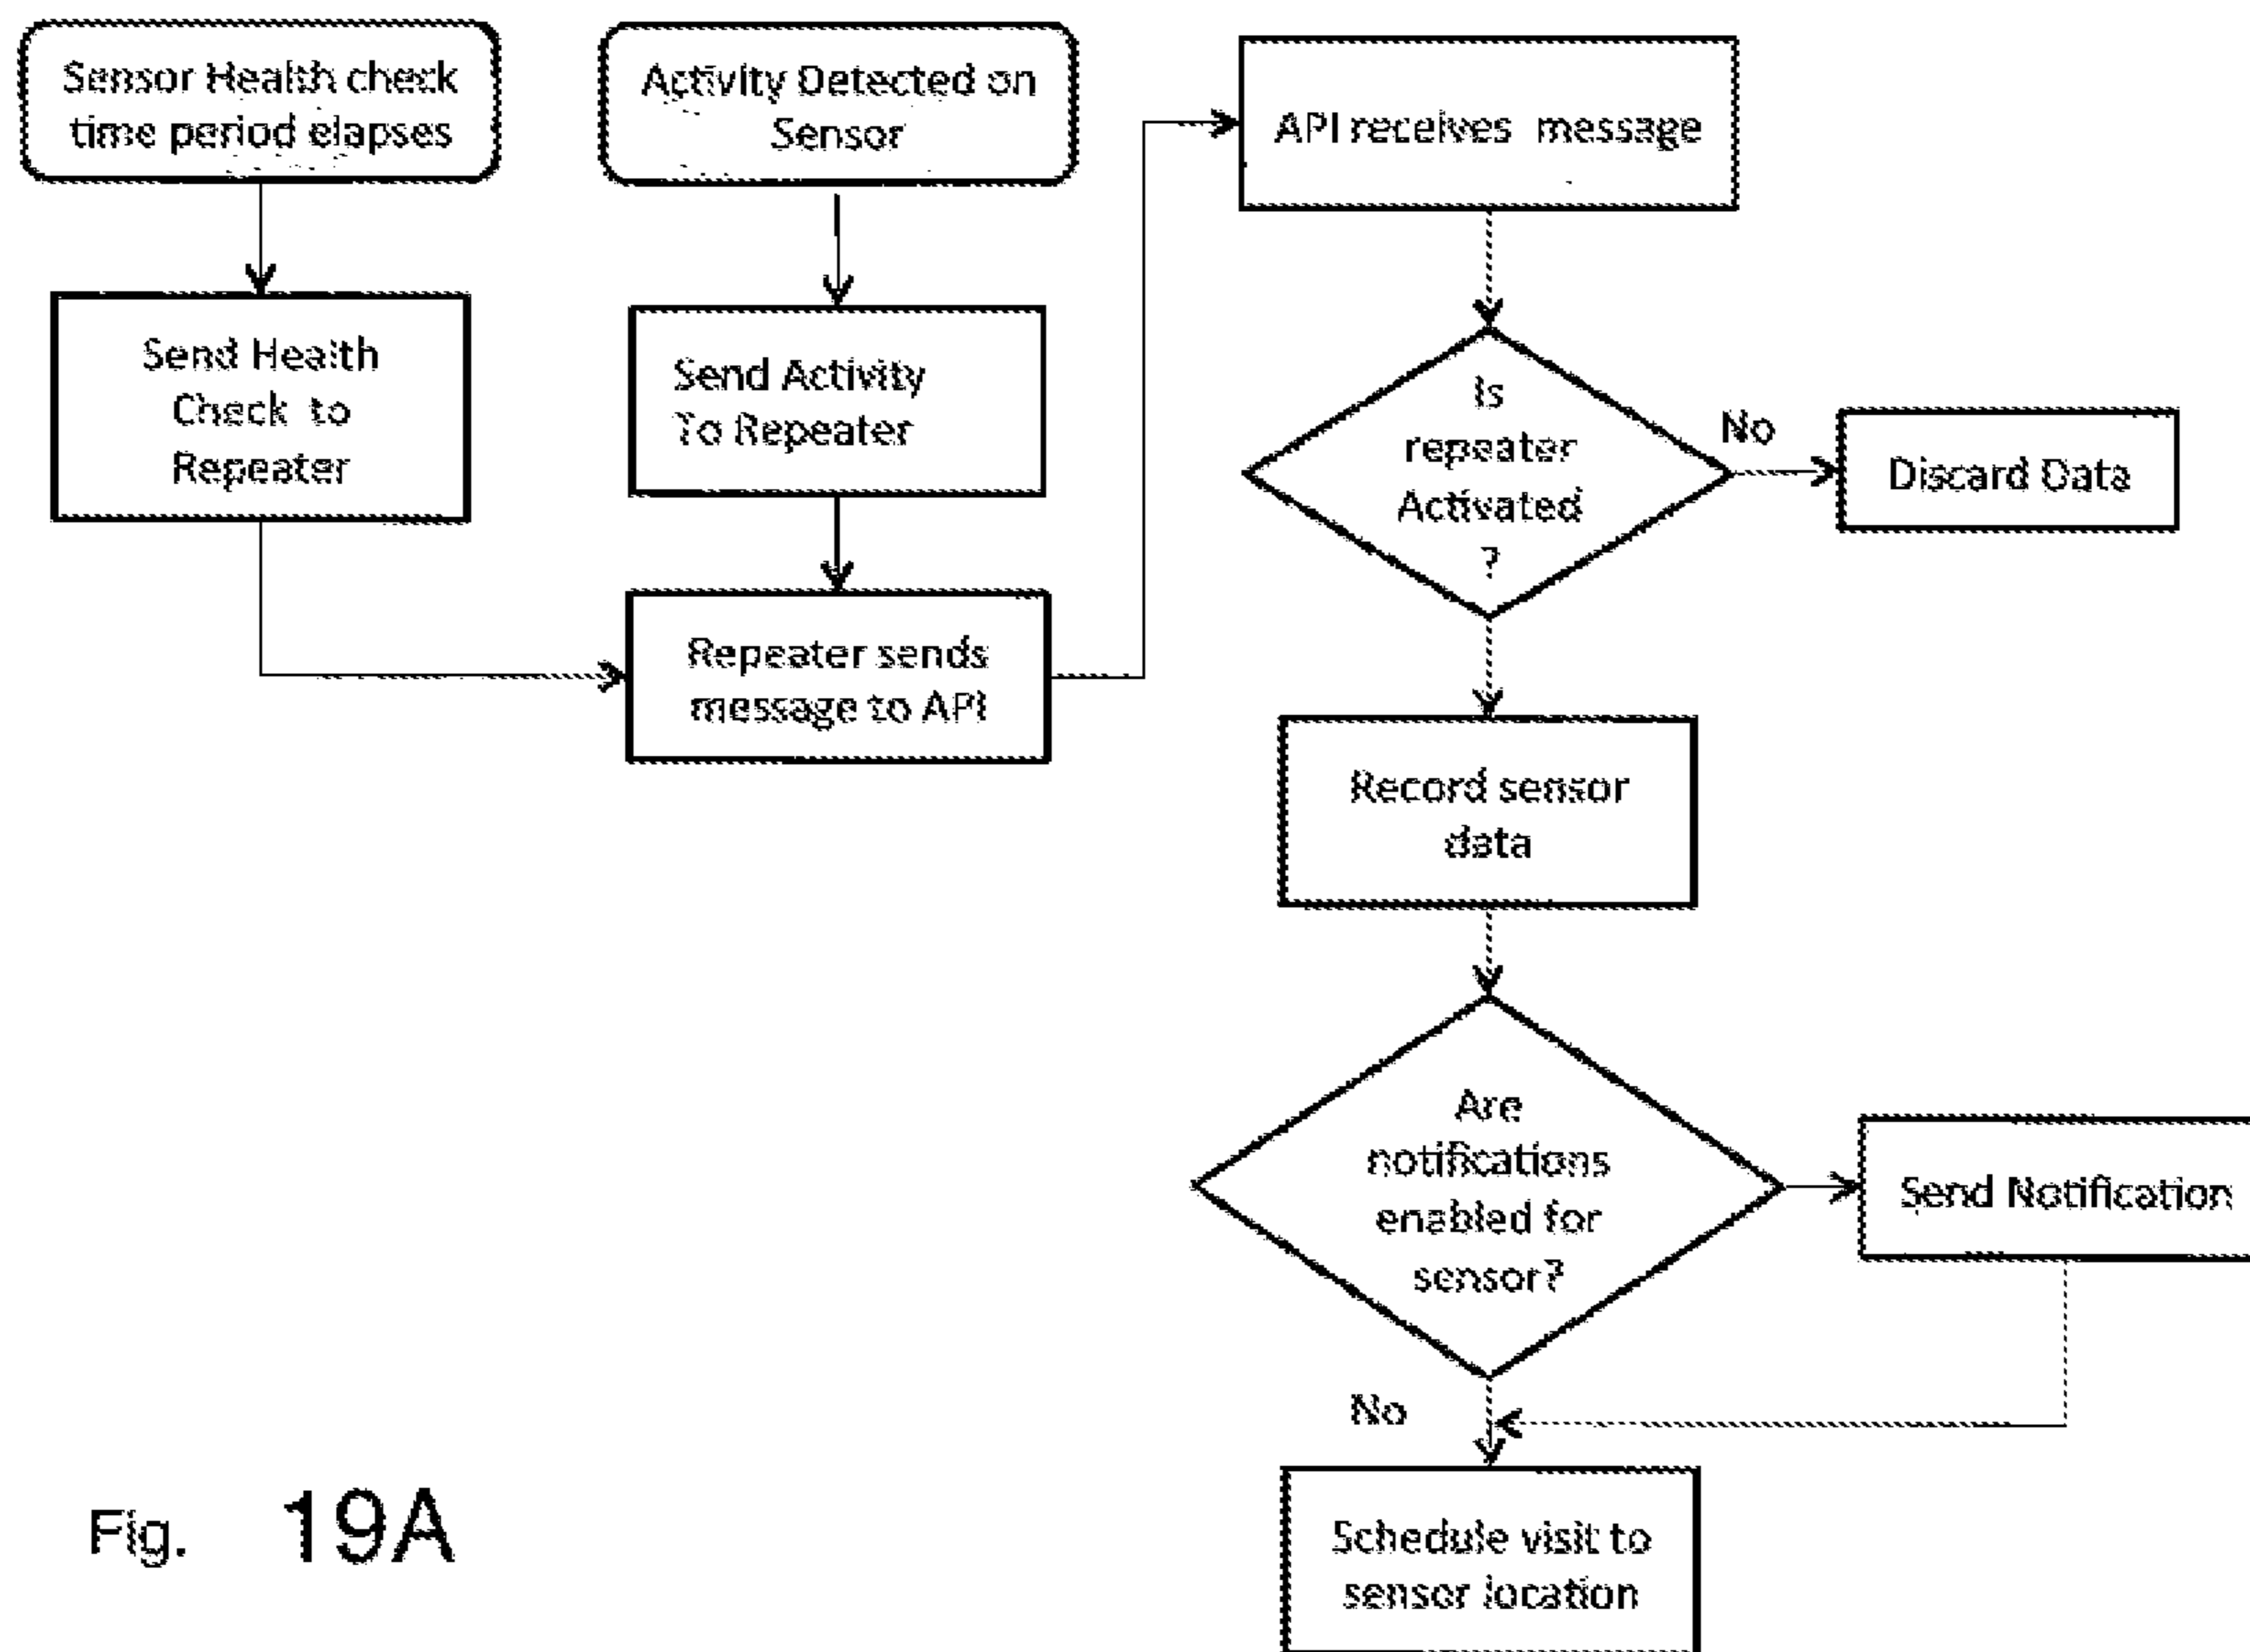 Sensor Health check
time period elapses
Activity Detected on
Sensor
API receives message
Send Health
Check to
Repeater
Send Activity
To Repeater
Is
repeater
Activated
?
No
Discard Data
Repeater sends
message to API
Record sensor
data
Are
notifications
enabled for
sensor?
Send Notification
No
Schedule visit to
sensor location
Fig. 19A